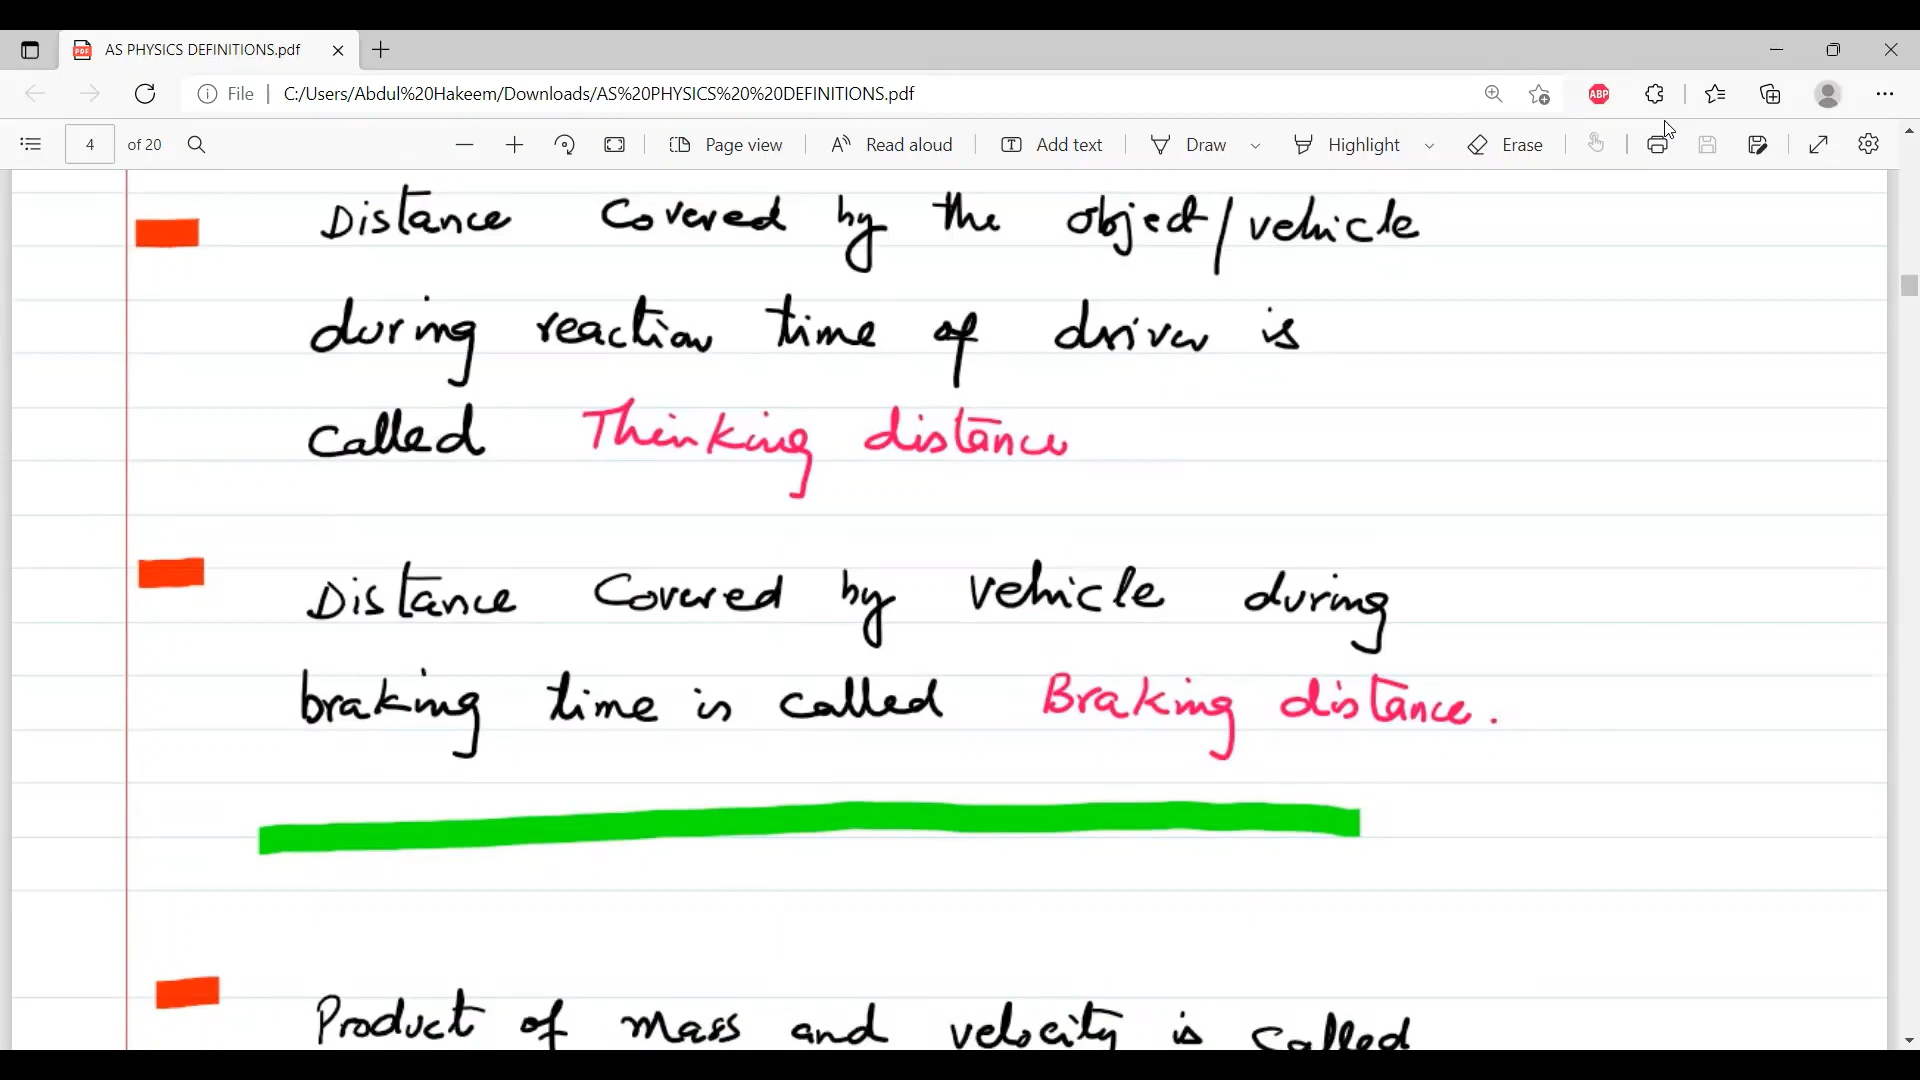 AS PHYSICS DEFINITIONS.pdf
File C:/Users/Abdul%20Hakeem/Downloads/AS%20PHYSICS%20%20DEFINITIONS.pdf
ABP
4 of 20 Page view Read aloud Add text Draw Highlight Erase
Distance Covered by the object/vehicle
during reaction time of driver is
called Thinking distance
Distance Covered by vehicle during
braking time is called Braking distance.
Product of mass and velocity is called